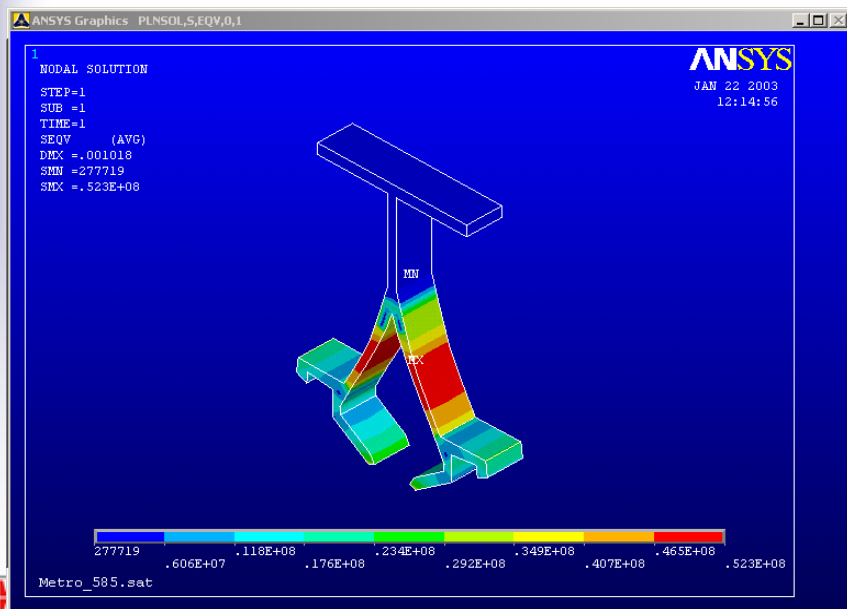 ANSYS Graphics PLNSOL,S,EQV,0,1
1
NODAL SOLUTION
STEP=1
SUB =1
TIME=1
SEQV (AVG)
DMX =.001018
SMN =277719
SMX =.523E+08
ANSYS
JAN 22 2003
12:14:56
MN
MX
277719 .118E+08 .234E+08 .349E+08 .465E+08
.606E+07 .176E+08 .292E+08 .407E+08 .523E+08
Metro_585.sat